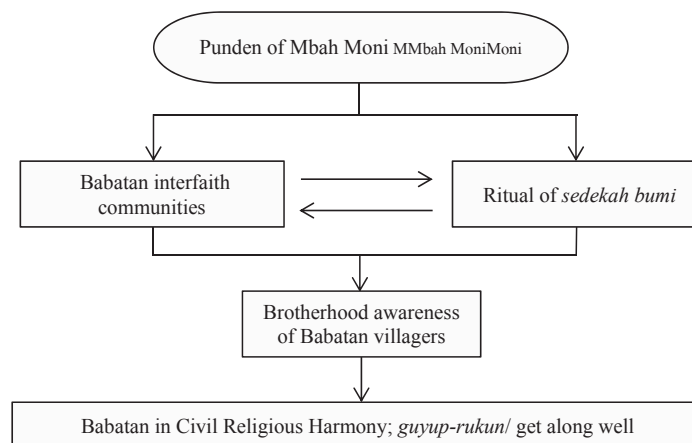 Punden of Mbah Moni MMbah MoniMoni
Babatan interfaith
communities
Ritual of sedekah bumi
Brotherhood awareness
of Babatan villagers
Babatan in Civil Religious Harmony; guyup-rukun/ get along well